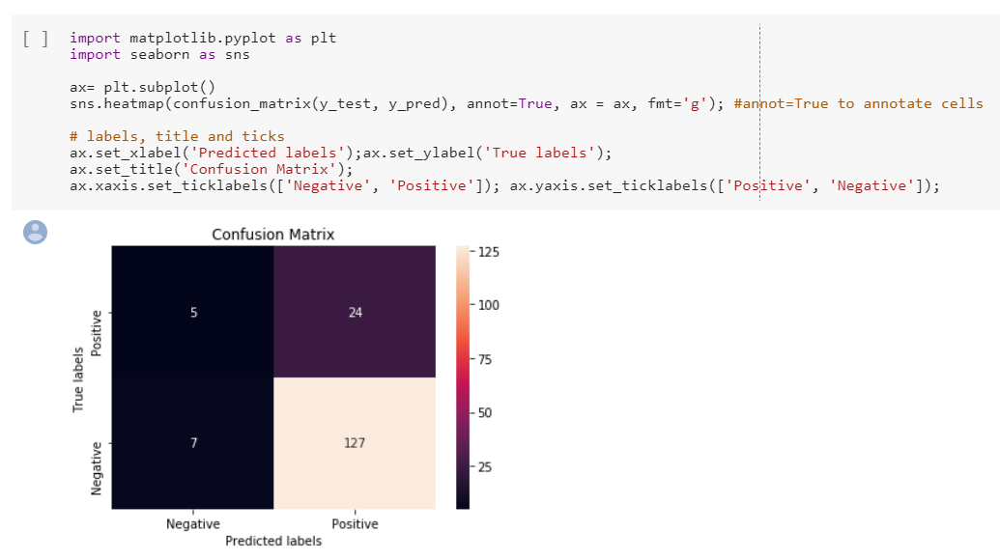 [ ] import matplotlib.pyplot as plt
import seaborn as sns
ax= plt.subplot()
sns.heatmap(confusion_matrix(y_test, y_pred), annot=True, ax = ax, fmt='g'); #annot=True to annotate cells
# labels, title and ticks
ax.set_xlabel('Predicted labels');ax.set_ylabel('True labels');
ax.set_title('Confusion Matrix');
ax.xaxis.set_ticklabels(['Negative', 'Positive']); ax.yaxis.set_ticklabels(['Positive', 'Negative']);
Confusion Matrix
True labels
Positive
Negative
5
24
7
127
Negative
Positive
Predicted labels
125
100
75
50
25